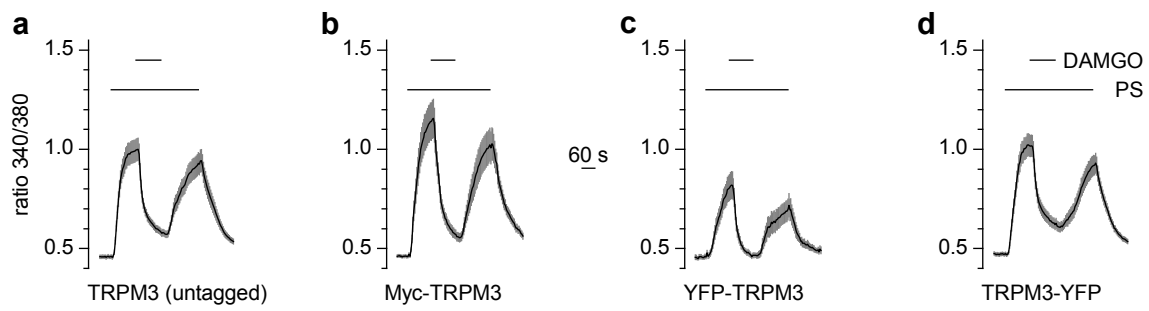 a
ratio 340/380
1.5
1.0
0.5
TRPM3 (untagged)
b
1.5
1.0
0.5
Myc-TRPM3
60 s
c
1.5
1.0
0.5
YFP-TRPM3
d
1.5
1.0
0.5
DAMGO
PS
TRPM3-YFP